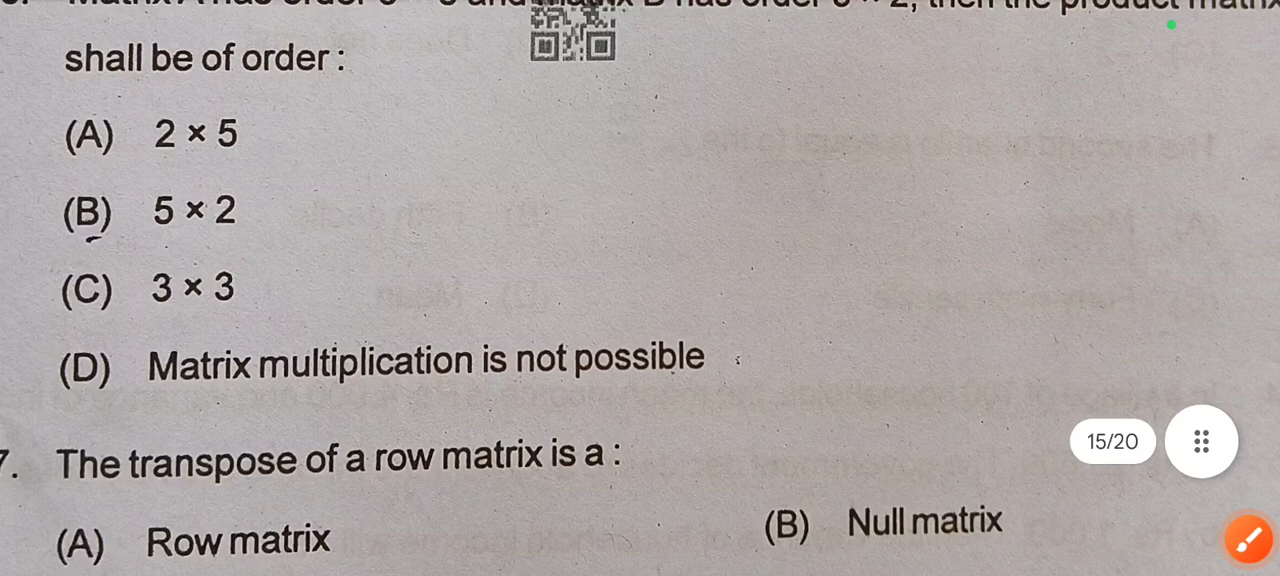 shall be of order :
(A) 2 × 5
(B) 5 × 2
(C) 3 × 3
(D) Matrix multiplication is not possible
7. The transpose of a row matrix is a :
15/20
(A) Row matrix (B) Null matrix